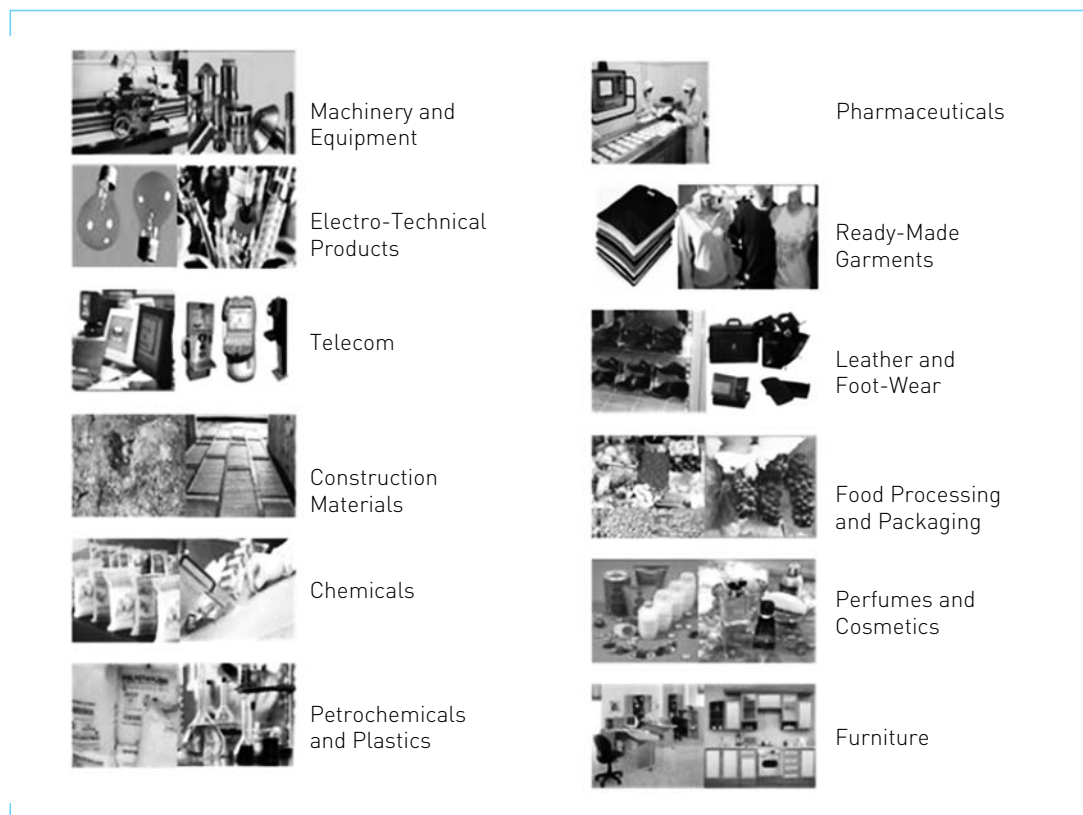 Machinery and
Equipment
Electro-Technical
Products
Telecom
Construction
Materials
Chemicals
Petrochemicals
and Plastics
Pharmaceuticals
Ready-Made
Garments
Leather and
Foot-Wear
Food Processing
and Packaging
Perfumes and
Cosmetics
Furniture